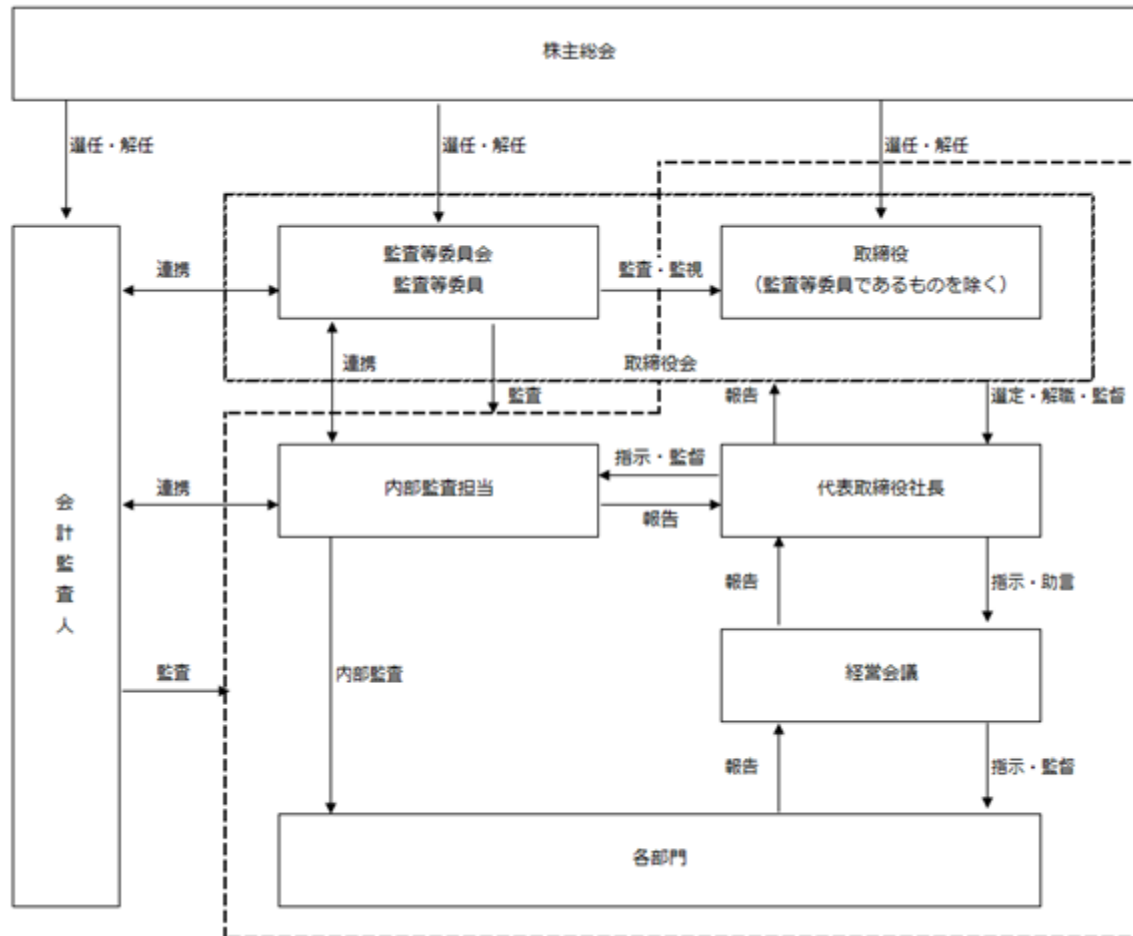 株主総会
選任・解任
選任・解任
選任・解任
監査等委員会
監査等委員
取締役
（監査等委員であるものを除く）
連携
監査・監視
取締役会
連携
監査
報告
選定・解職・監督
内部監査担当
代表取締役社長
指示・監督
報告
連携
会計監査人
報告
指示・助言
経営会議
監査
内部監査
報告
指示・監督
各部門